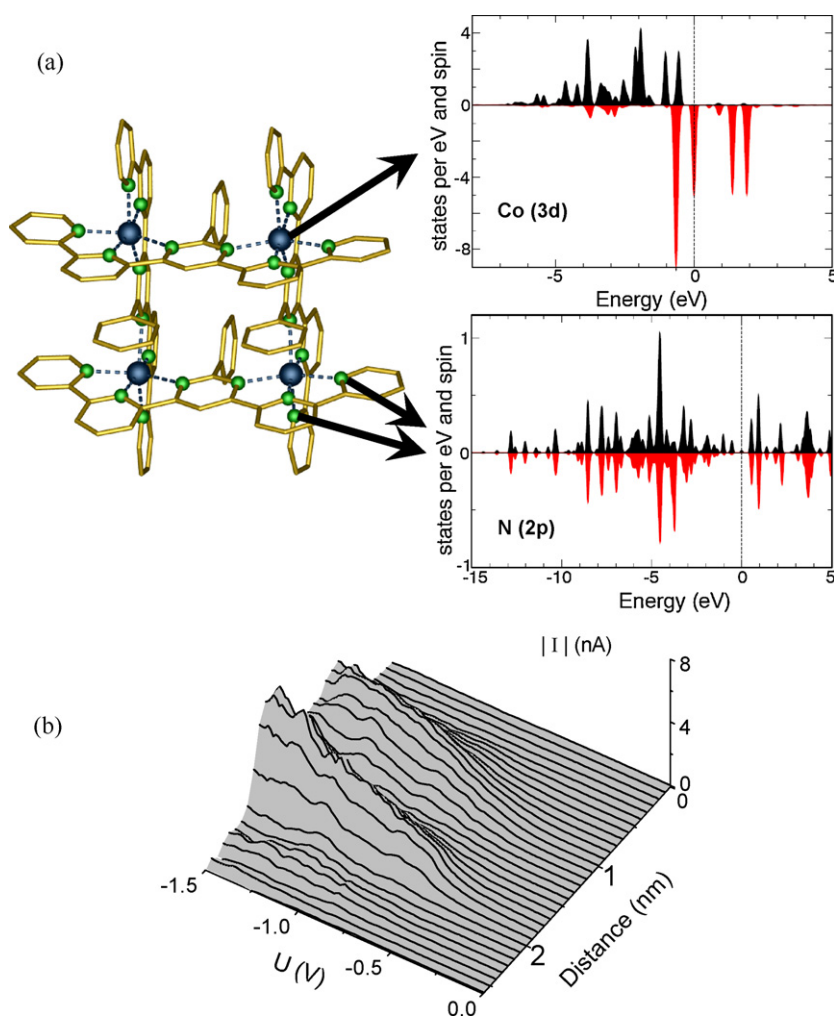 (a)
states per eV and spin
4
0
-4
-8
Co (3d)
-5 0 5
Energy (eV)
states per eV and spin
1
0
-1
N (2p)
-15 -10 -5 0 5
Energy (eV)
(b)
| I | (nA)
8
4
0
0
1
2
Distance (nm)
-1.5
-1.0
-0.5
0.0
U (V)